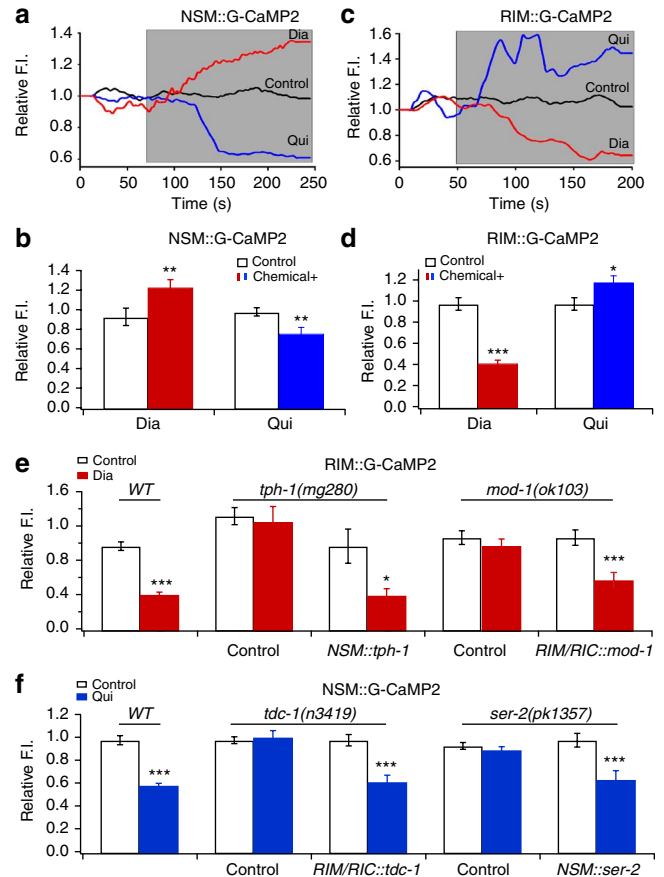 a
NSM::G-CaMP2
Relative F.I.
1.4
1.2
1.0
0.8
0.6
Dia
Control
Qui
0 50 100 150 200 250
Time (s)
c
RIM::G-CaMP2
Relative F.I.
1.6
1.4
1.2
1.0
0.8
0.6
Qui
Control
Dia
0 50 100 150 200
Time (s)
b
NSM::G-CaMP2
Relative F.I.
1.4
1.2
1.0
0.8
0.6
0.4
0.2
0.0
Control
Chemical+
**
**
Dia Qui
d
RIM::G-CaMP2
Relative F.I.
1.2
1.0
0.8
0.6
0.4
0.2
0.0
Control
Chemical+
***
*
Dia Qui
e
Control
Dia
RIM::G-CaMP2
Relative F.I.
1.6
1.2
0.8
0.4
0.0
WT tph-1(mg280) mod-1(ok103)
*** * ***
Control NSM::tph-1 Control RIM/RIC::mod-1
f
Control
Qui
NSM::G-CaMP2
Relative F.I.
1.2
1.0
0.8
0.6
0.4
0.2
0.0
WT tdc-1(n3419) ser-2(pk1357)
*** *** ***
Control RIM/RIC::tdc-1 Control NSM::ser-2